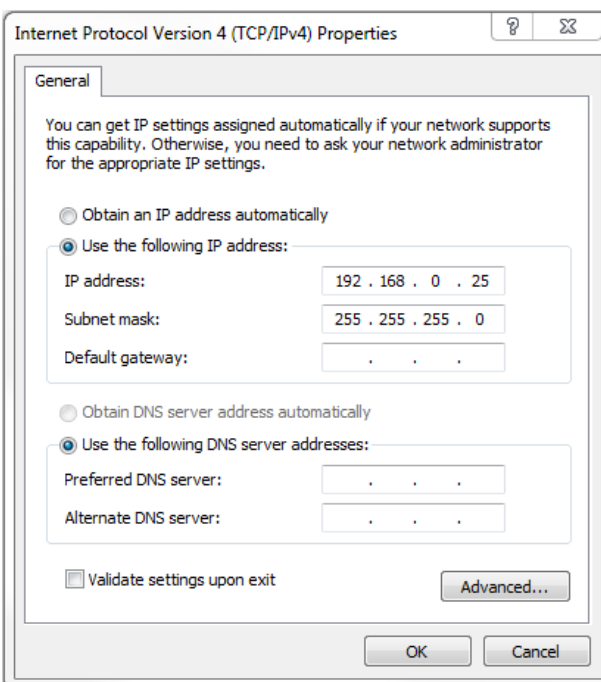 Internet Protocol Version 4 (TCP/IPv4) Properties
?
General
You can get IP settings assigned automatically if your network supports
this capability. Otherwise, you need to ask your network administrator
for the appropriate IP settings.
Obtain an IP address automatically
Use the following IP address:
IP address: 192 . 168 . 0 . 25
Subnet mask: 255 . 255 . 255 . 0
Default gateway: . . .
Obtain DNS server address automatically
Use the following DNS server addresses:
Preferred DNS server: . . .
Alternate DNS server: . . .
Validate settings upon exit
Advanced...
OK Cancel